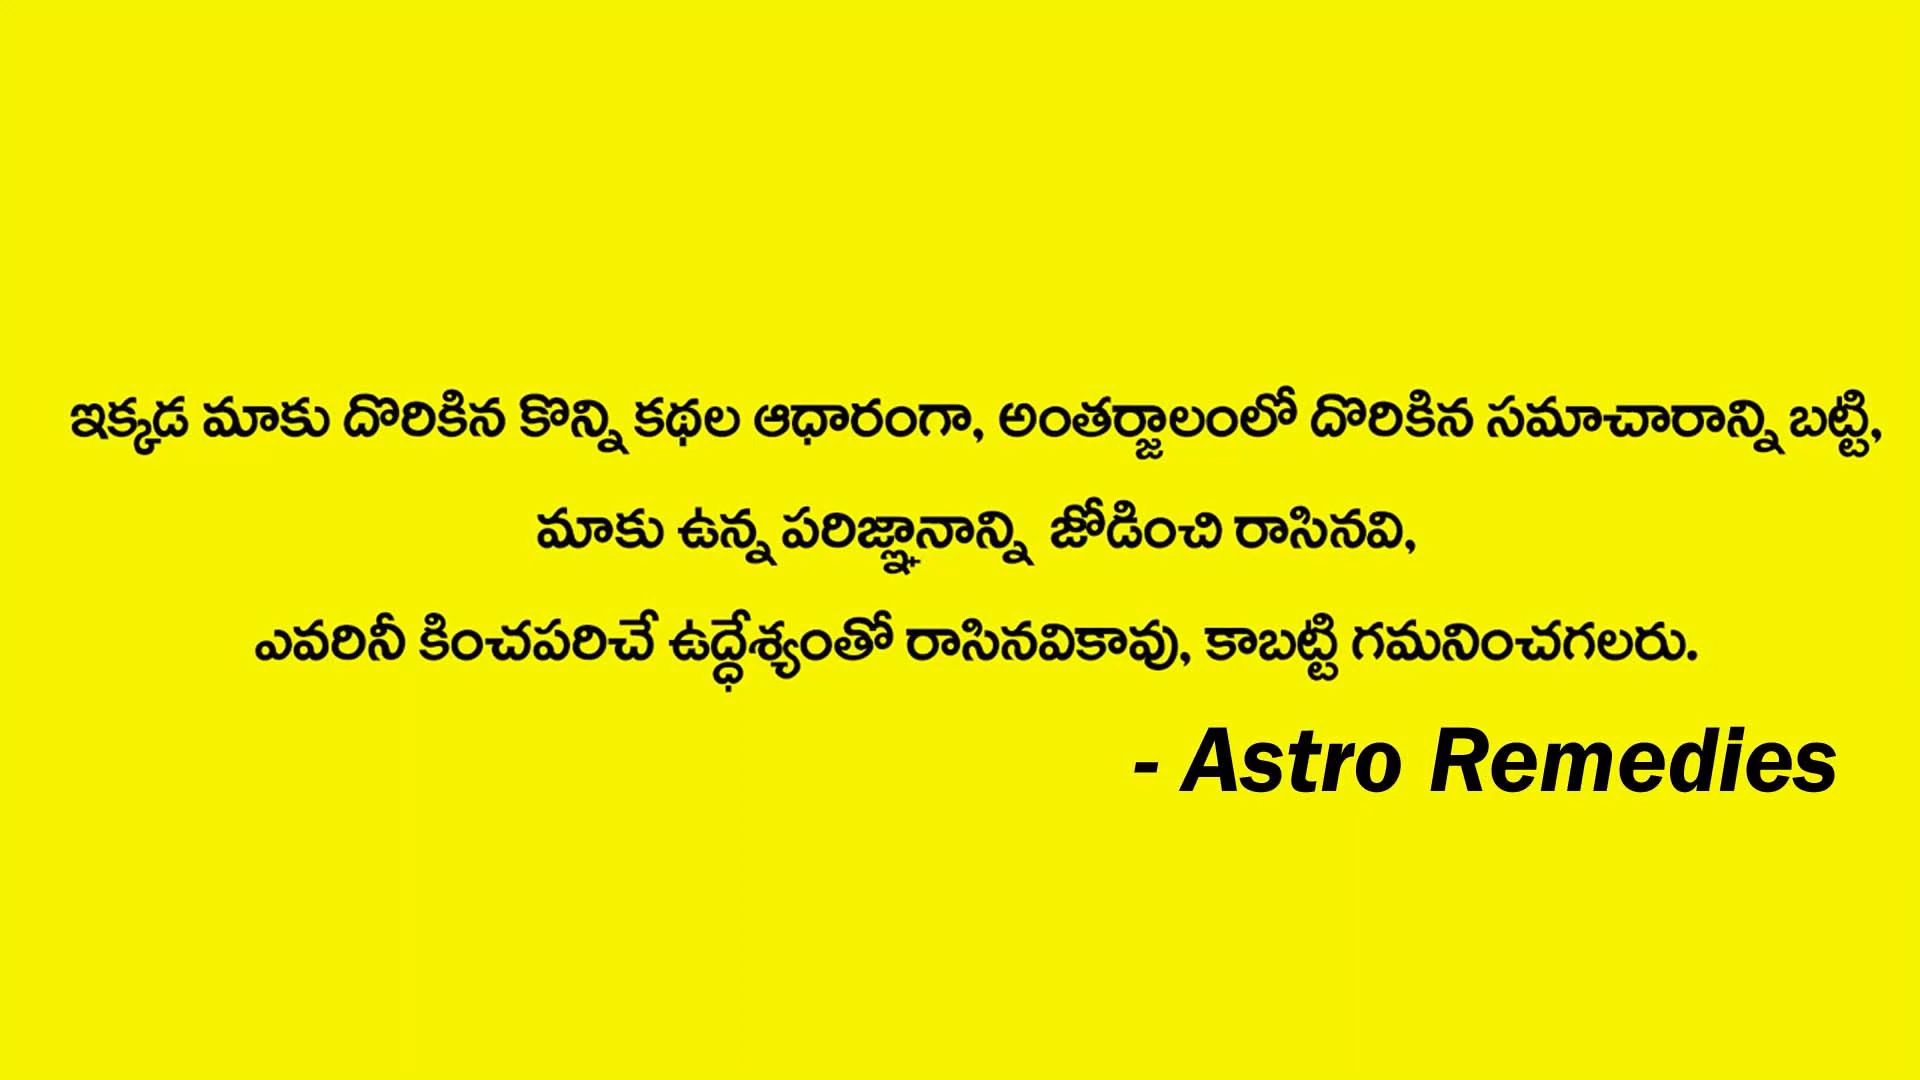 ఇక్కడ మాకు దొరికిన కొన్ని కథల ఆధారంగా, అంతర్జాలంలో దొరికిన సమాచారాన్ని బట్టి,
మాకు ఉన్న పరిజ్ఞానాన్ని జోడించి రాసినవి,
ఎవరినీ కించపరిచే ఉద్ధేశ్యంతో రాసినవికావు, కాబట్టి గమనించగలరు.
- Astro Remedies